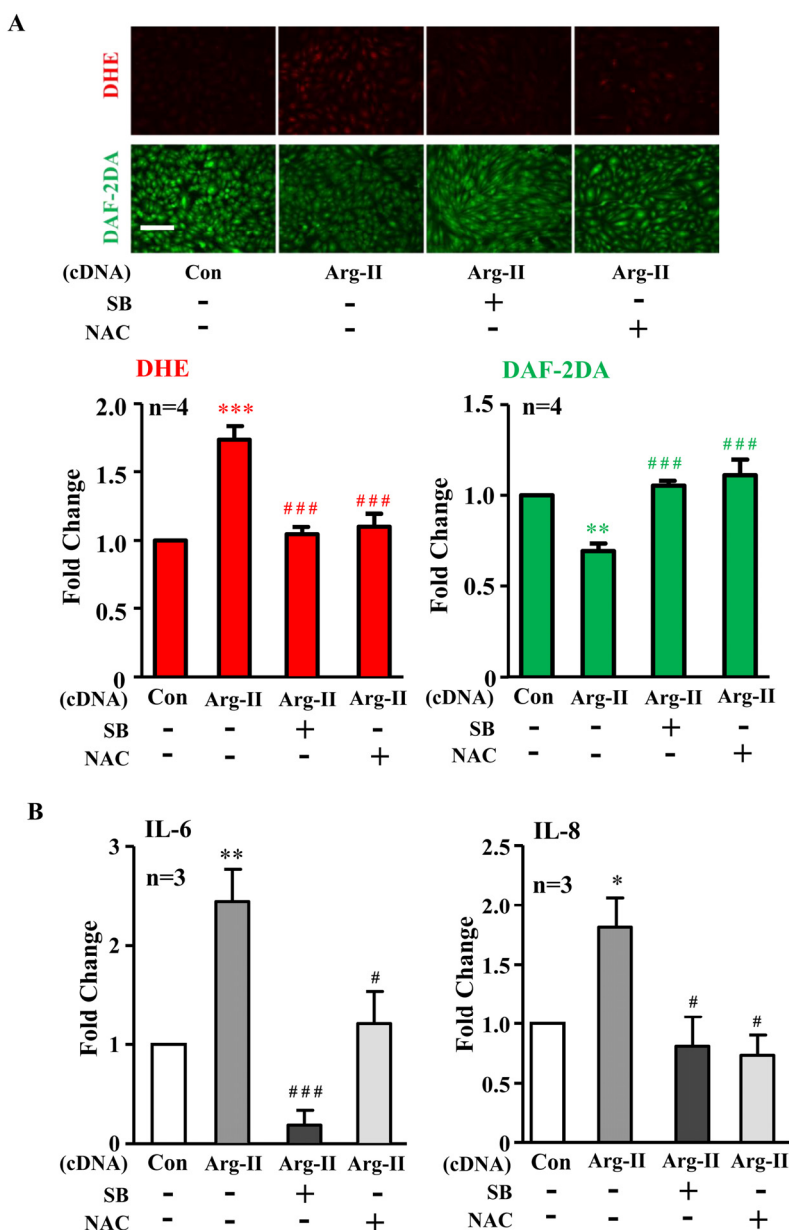 A
DHE
DAF-2DA
(cDNA) Con Arg-II Arg-II Arg-II
SB - - + -
NAC - - - +
DHE
n=4
***
###
###
2.0
1.5
1.0
0.5
0
Fold Change
(cDNA) Con Arg-II Arg-II Arg-II
SB - - + -
NAC - - - +
DAF-2DA
n=4
**
###
###
1.5
1.0
0.5
0
Fold Change
(cDNA) Con Arg-II Arg-II Arg-II
SB - - + -
NAC - - - +
B
IL-6
n=3
**
###
#
3
2
1
0
Fold Change
(cDNA) Con Arg-II Arg-II Arg-II
SB - - + -
NAC - - - +
IL-8
n=3
*
#
#
2.5
2.0
1.5
1.0
0.5
0
Fold Change
(cDNA) Con Arg-II Arg-II Arg-II
SB - - + -
NAC - - - +